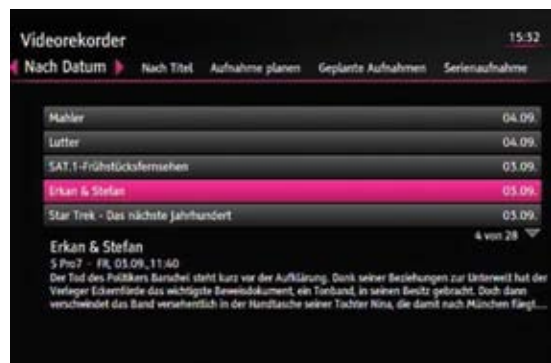 Videorekorder 15:32
Nach Datum Nach Titel Aufnahme planen Geplante Aufnahmen Serienaufnahme
Mahler 04.09.
Lutter 04.09.
SAT.1-Frühstücksfernsehen 03.09.
Erkan & Stefan 03.09.
Star Trek - Das nächste Jahrhundert 03.09.
4 von 28
Erkan & Stefan
S Pro7 - FR, 03.09.,11:40
Der Tod des Politikers Barschel steht kurz vor der Aufklärung. Dank seiner Beziehungen zur Unterwelt hat der
Verleger Eckernförde das wichtigste Beweisdokument, ein Tonband, in seinen Besitz gebracht. Doch dann
verschwindet das Band versehentlich in der Handtasche seiner Tochter Nina, die damit nach München fliegt....